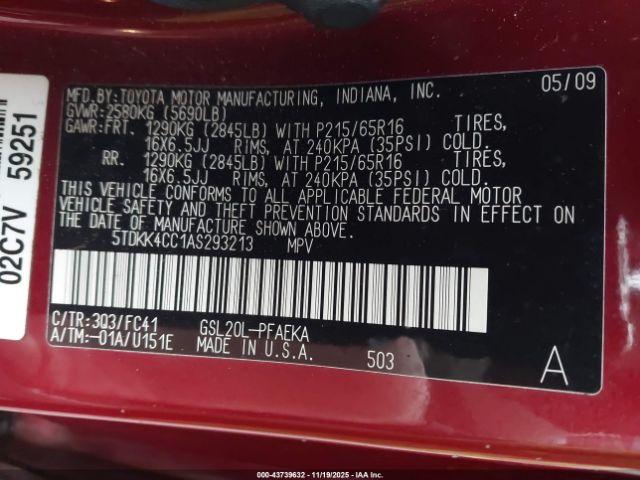 MFD.BY: TOYOTA MOTOR MANUFACTURING, INDIANA, INC. 05/09
GVWR: 2580KG (5690LB)
GAWR: FRT. 1290KG (2845LB) WITH P215/65R16 TIRES,
16X6.5JJ RIMS, AT 240KPA (35PSI) COLD.
RR. 1290KG (2845LB) WITH P215/65R16 TIRES,
16X6.5JJ RIMS, AT 240KPA (35PSI) COLD.
THIS VEHICLE CONFORMS TO ALL APPLICABLE FEDERAL MOTOR
VEHICLE SAFETY AND THEFT PREVENTION STANDARDS IN EFFECT ON
THE DATE OF MANUFACTURE SHOWN ABOVE.
5TDKK4CC1AS293213 MPV
C/TR: 3Q3/FC41 GSL20L-PFAEKA
A/TM:-01A/U151E MADE IN U.S.A. 503 A
02C7V 59251
000-43739632 - 11/19/2025 - IAAI, Inc.